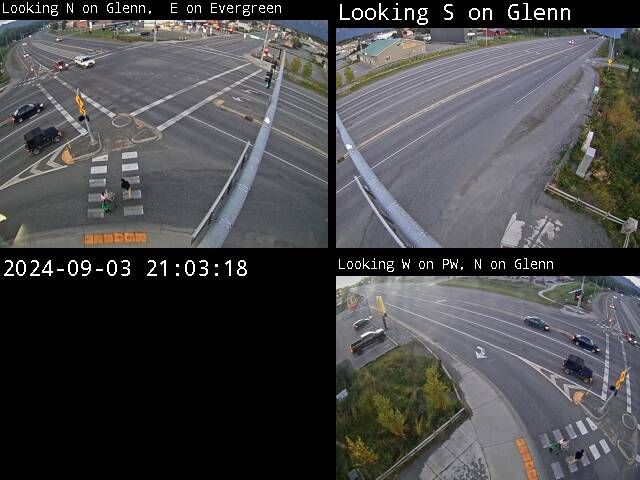 Looking N on Glenn, E on Evergreen
Looking S on Glenn
2024-09-03 21:03:18
Looking W on PW, N on Glenn